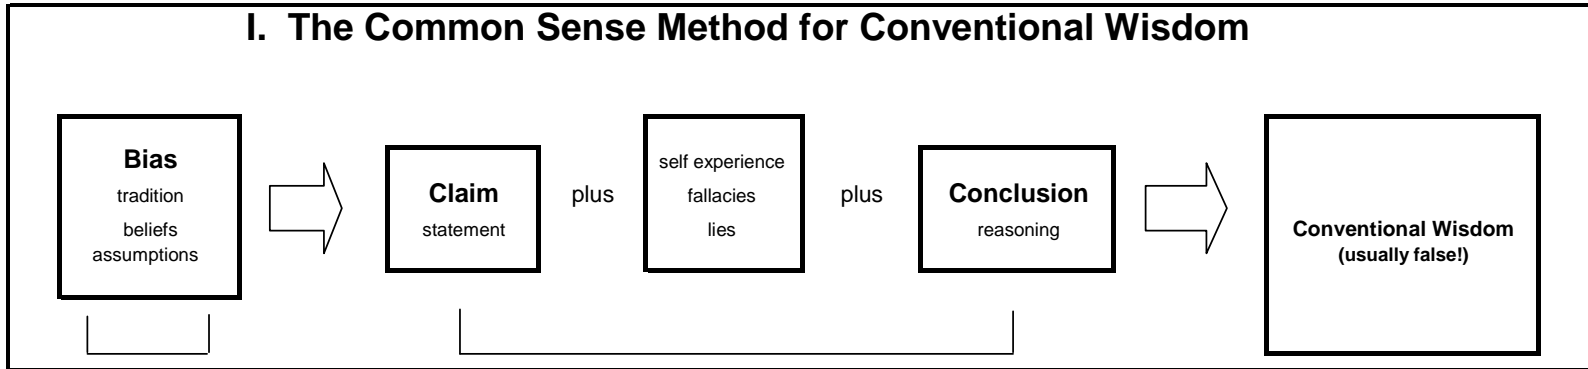 I. The Common Sense Method for Conventional Wisdom
Bias
tradition
beliefs
assumptions
Claim
statement
plus
self experience
fallacies
lies
plus
Conclusion
reasoning
Conventional Wisdom
(usually false!)